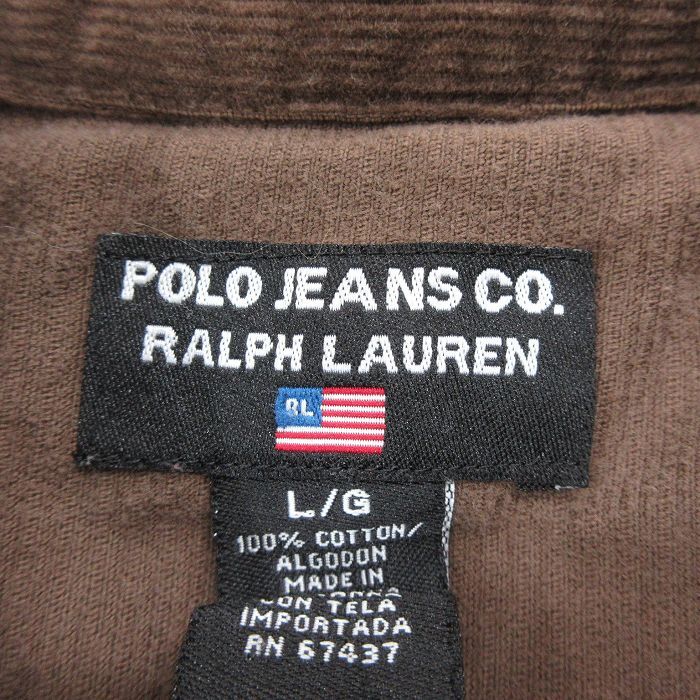 POLO JEANS CO.
RALPH LAUREN
RL
L/G
100% COTTON/
ALGODON
MADE IN
CON TELA
IMPORTADA
RN 67437